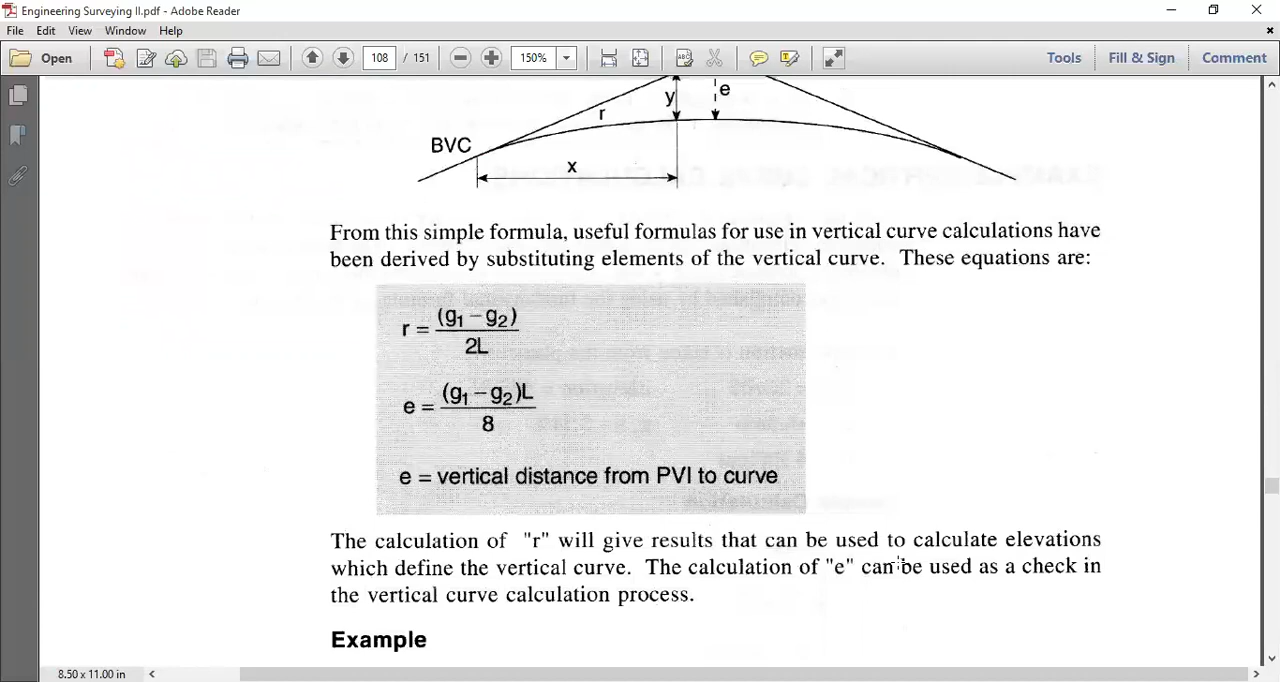 Engineering Surveying II.pdf - Adobe Reader
File Edit View Window Help
Open 108 / 151 150% Tools Fill & Sign Comment
y e
r
BVC
x
From this simple formula, useful formulas for use in vertical curve calculations have
been derived by substituting elements of the vertical curve. These equations are:
r = (g₁ – g₂)
2L
e = (g₁ – g₂)L
8
e = vertical distance from PVI to curve
The calculation of "r" will give results that can be used to calculate elevations
which define the vertical curve. The calculation of "e" can be used as a check in
the vertical curve calculation process.
Example
8.50 x 11.00 in